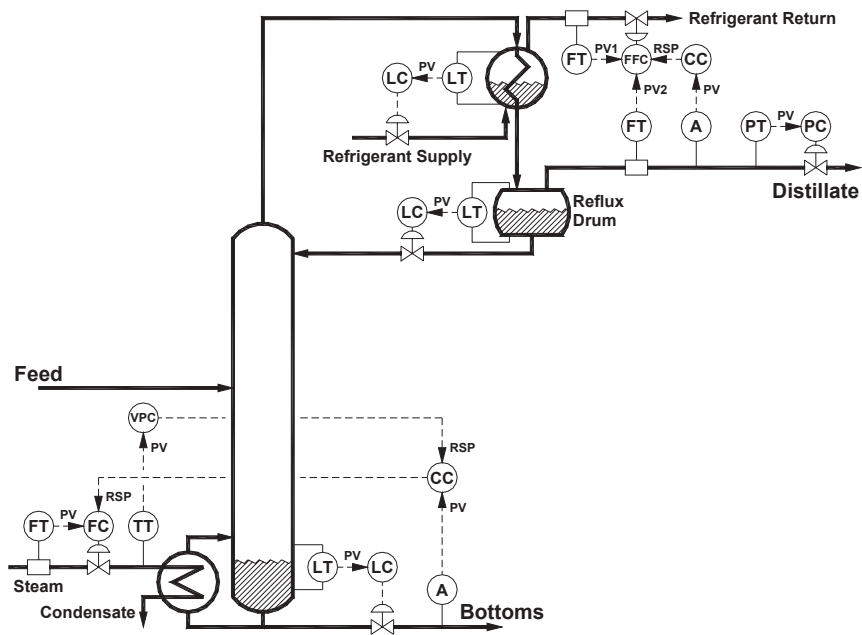 Refrigerant Return
FT
PV1
FFC
RSP
CC
LC
PV
LT
PV2
PV
FT
A
PT
PV
PC
Refrigerant Supply
Distillate
LC
PV
LT
Reflux
Drum
Feed
VPC
PV
RSP
CC
RSP
PV
FT
PV
FC
TT
LT
PV
LC
Steam
A
Condensate
Bottoms